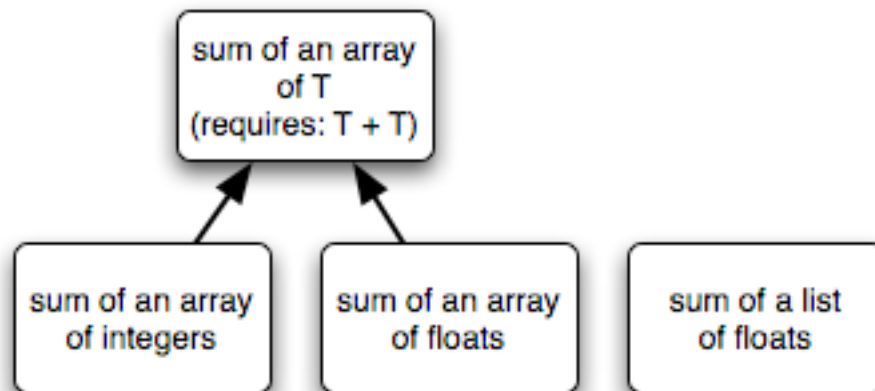 sum of an array
of T
(requires: T + T)
sum of an array
of integers
sum of an array
of floats
sum of a list
of floats